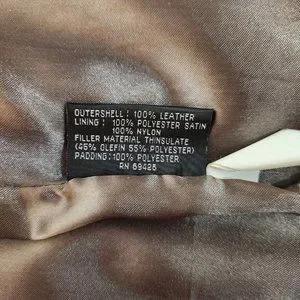 OUTERSHELL: 100% LEATHER
LINING: 100% POLYESTER SATIN
100% NYLON
FILLER MATERIAL THINSULATE
(45% OLEFIN 55% POLYESTER)
PADDING: 100% POLYESTER
RN 69426